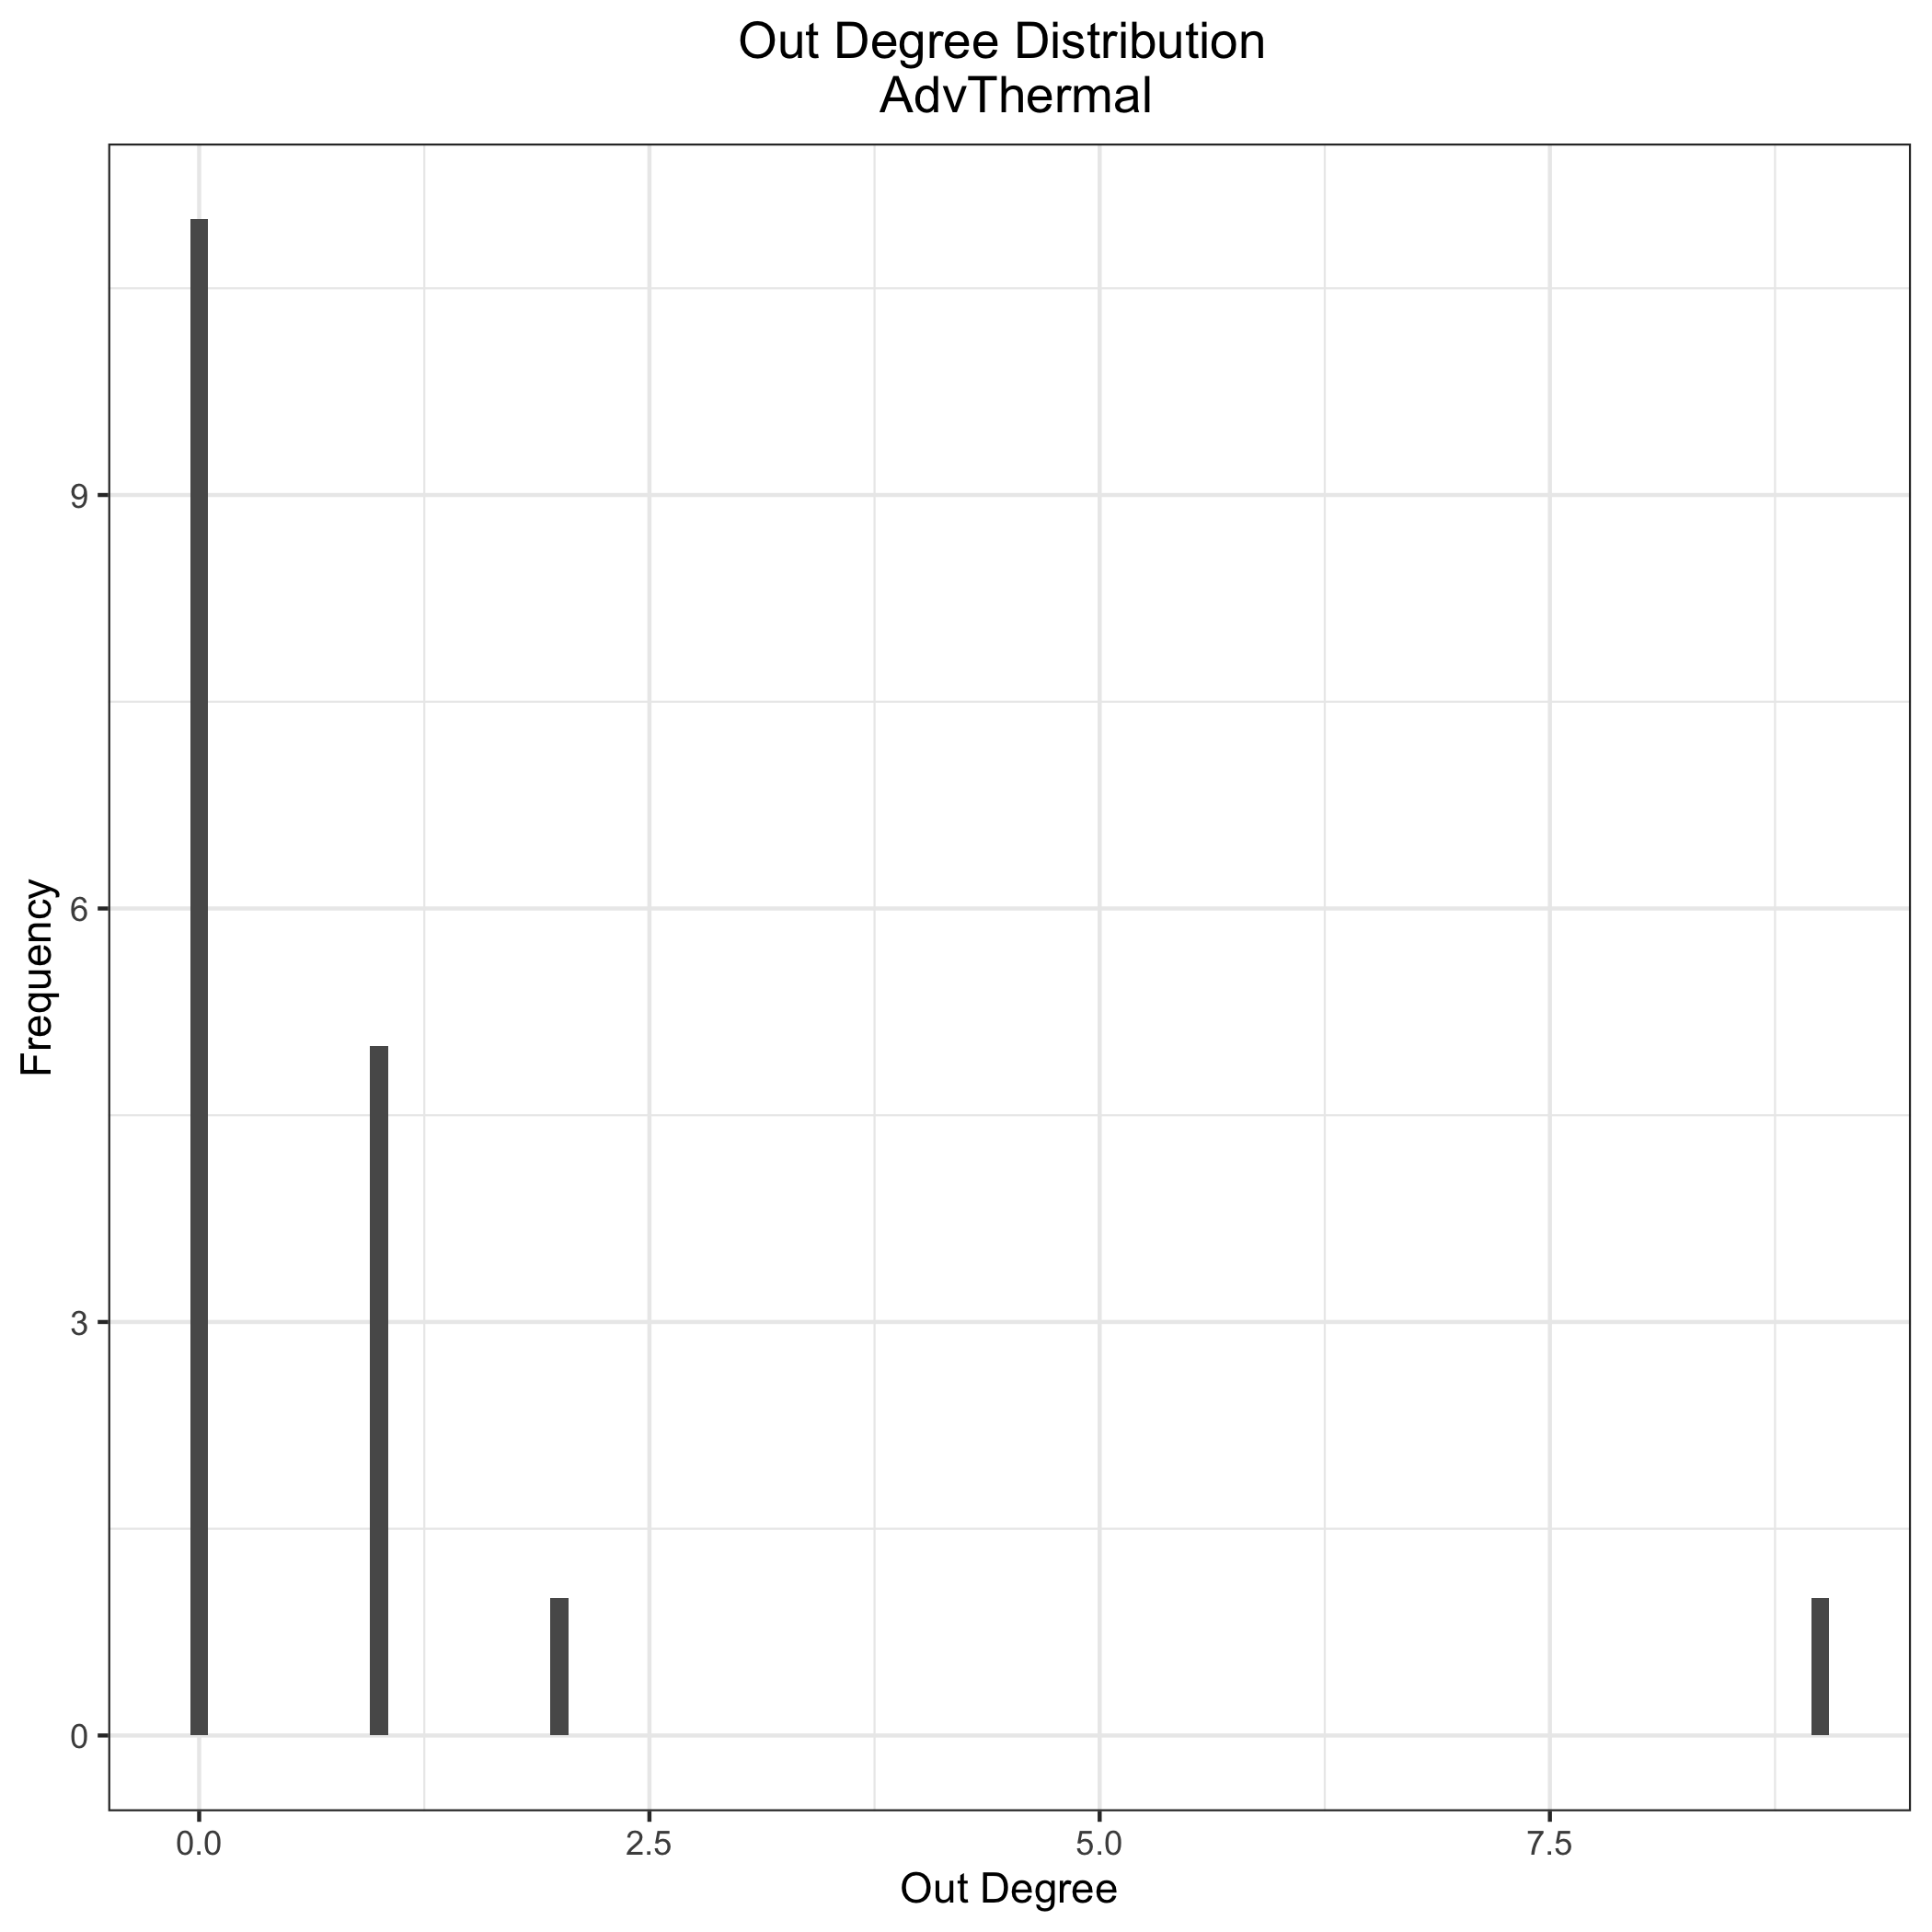 Out Degree Distribution
AdvThermal
9
6
3
0
Frequency
0.0 2.5 5.0 7.5
Out Degree